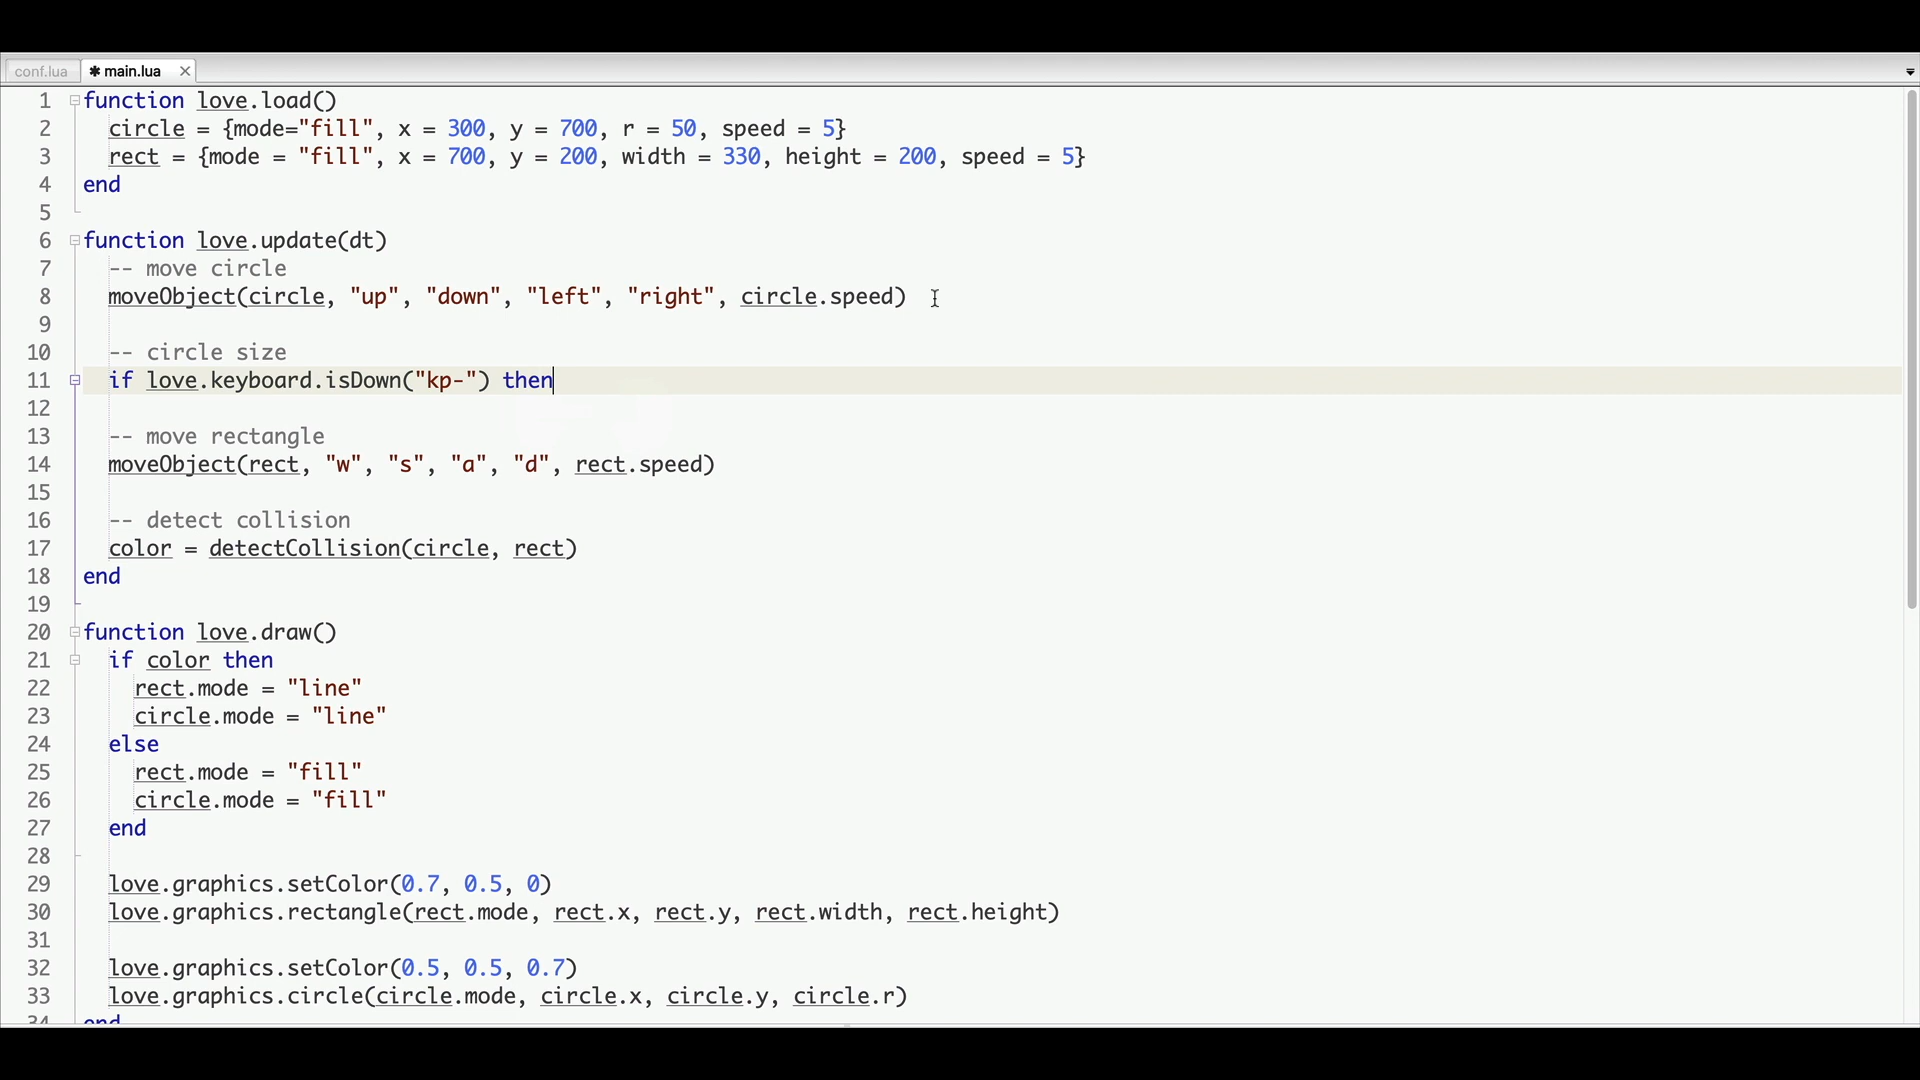 conf.lua ✱ main.lua ✕
1 function love.load()
2 circle = {mode="fill", x = 300, y = 700, r = 50, speed = 5}
3 rect = {mode = "fill", x = 700, y = 200, width = 330, height = 200, speed = 5}
4 end
5
6 function love.update(dt)
7 -- move circle
8 moveObject(circle, "up", "down", "left", "right", circle.speed)
9
10 -- circle size
11 if love.keyboard.isDown("kp-") then
12
13 -- move rectangle
14 moveObject(rect, "w", "s", "a", "d", rect.speed)
15
16 -- detect collision
17 color = detectCollision(circle, rect)
18 end
19
20 function love.draw()
21 if color then
22 rect.mode = "line"
23 circle.mode = "line"
24 else
25 rect.mode = "fill"
26 circle.mode = "fill"
27 end
28
29 love.graphics.setColor(0.7, 0.5, 0)
30 love.graphics.rectangle(rect.mode, rect.x, rect.y, rect.width, rect.height)
31
32 love.graphics.setColor(0.5, 0.5, 0.7)
33 love.graphics.circle(circle.mode, circle.x, circle.y, circle.r)
34 end